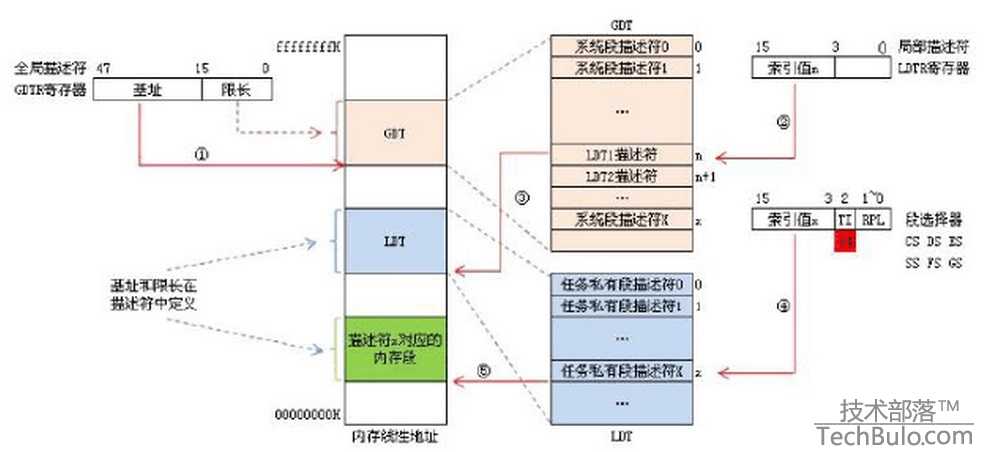 GDT
ffffffffH
全局描述符
47 15 0
GDTR寄存器
基址 限长
①
GDT
LDT
基址和限长在
描述符中定义
描述符x对应的
内存段
00000000H
内存线性地址
系统段描述符0 0
系统段描述符1 1
...
LDT1描述符 n
LDT2描述符 n+1
...
系统段描述符X x
③
15 3 0
局部描述符
索引值n
LDTR寄存器
②
15 3 2 1~0
索引值x TI RPL
段选择器
CS DS ES
SS FS GS
④
任务私有段描述符0 0
任务私有段描述符1 1
...
任务私有段描述符X x
...
⑤
LDT
技术部落™
TechBulo.com